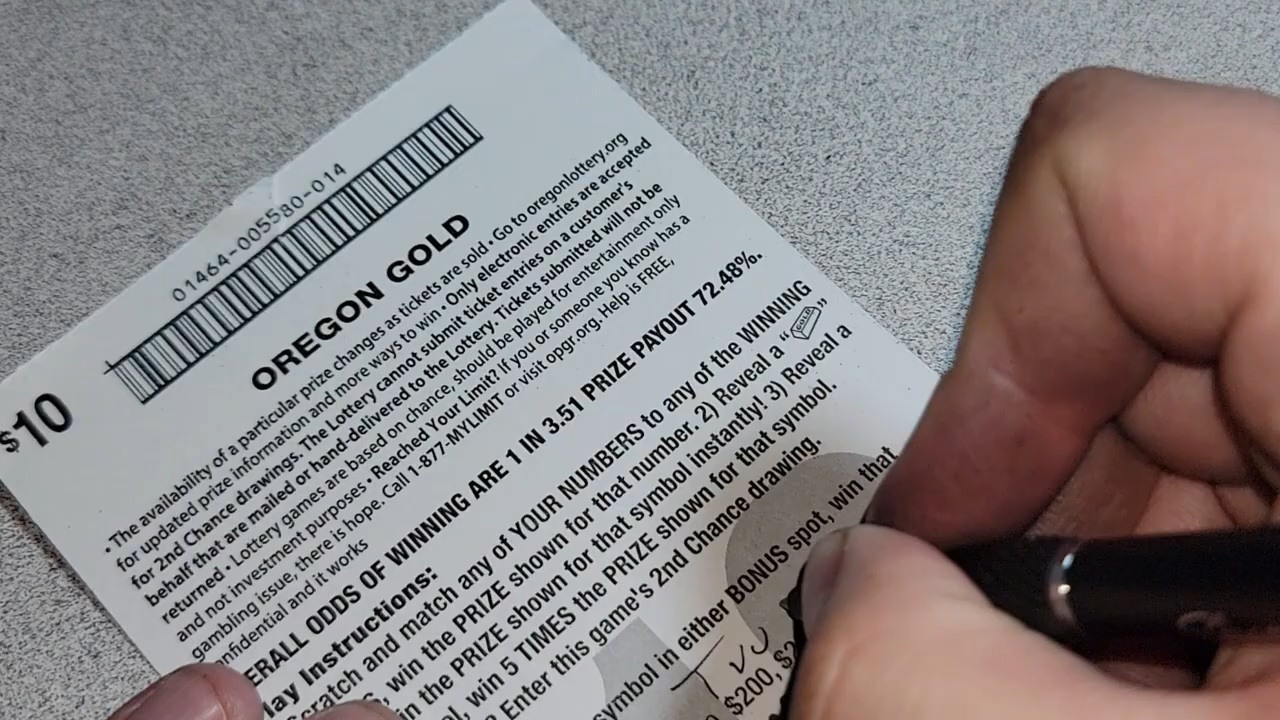 01464-005580-014
$10
OREGON GOLD
• The availability of a particular prize changes as tickets are sold • Go to oregonlottery.org
for updated prize information and more ways to win • Only electronic entries are accepted
for 2nd Chance drawings. The Lottery cannot submit ticket entries on a customer's
behalf that are mailed or hand-delivered to the Lottery. Tickets submitted will not be
returned • Lottery games are based on chance, should be played for entertainment only
and not investment purposes • Reached Your Limit? If you or someone you know has a
gambling issue, there is hope. Call 1-877-MYLIMIT or visit opgr.org. Help is FREE,
nfidential and it works
ERALL ODDS OF WINNING ARE 1 IN 3.51 PRIZE PAYOUT 72.48%.
lay Instructions:
Scratch and match any of YOUR NUMBERS to any of the WINNING
, win the PRIZE shown for that number. 2) Reveal a "GOLD"
in the PRIZE shown for that symbol instantly! 3) Reveal a
, win 5 TIMES the PRIZE shown for that symbol.
Enter this game's 2nd Chance drawing.
symbol in either BONUS spot, win that
$200,